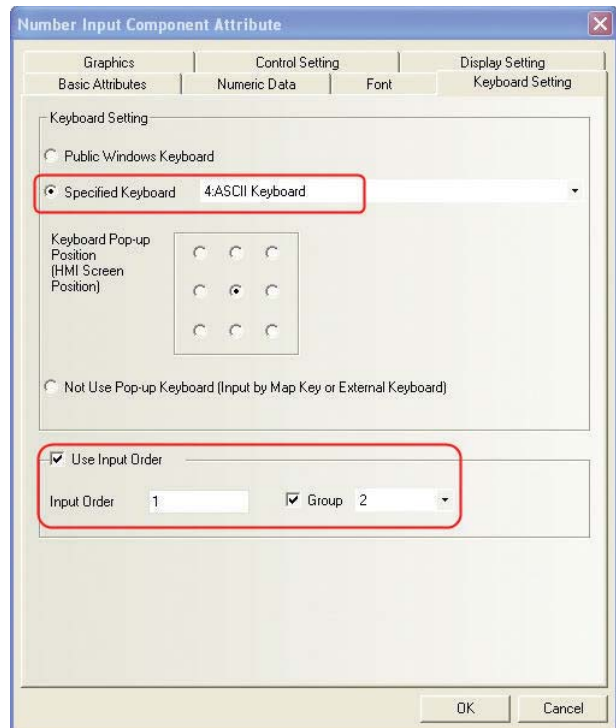 Number Input Component Attribute
Graphics Control Setting Display Setting
Basic Attributes Numeric Data Font Keyboard Setting
Keyboard Setting
Public Windows Keyboard
Specified Keyboard 4:ASCII Keyboard
Keyboard Pop-up
Position
(HMI Screen
Position)
Not Use Pop-up Keyboard (Input by Map Key or External Keyboard)
Use Input Order
Input Order 1 Group 2
OK Cancel